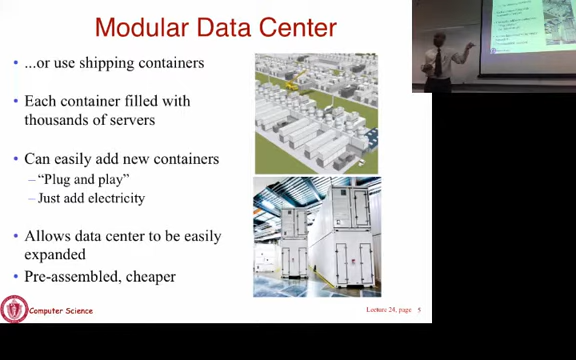 Modular Data Center
...or use shipping containers
Each container filled with
thousands of servers
Can easily add new containers
– "Plug and play"
– Just add electricity
Allows data center to be easily
expanded
Pre-assembled, cheaper
Computer Science
Lecture 24, page 5